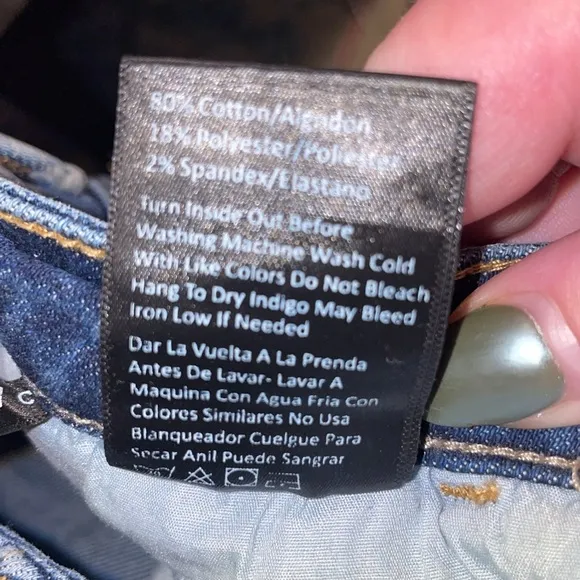 80% Cotton/Algodon
18% Polyester/Poliester
2% Spandex/Elastano
Turn Inside Out Before
Washing Machine Wash Cold
With Like Colors Do Not Bleach
Hang To Dry Indigo May Bleed
Iron Low If Needed
Dar La Vuelta A La Prenda
Antes De Lavar- Lavar A
Maquina Con Agua Fria Con
Colores Similares No Usa
Blanqueador Cuelgue Para
Secar Anil Puede Sangrar